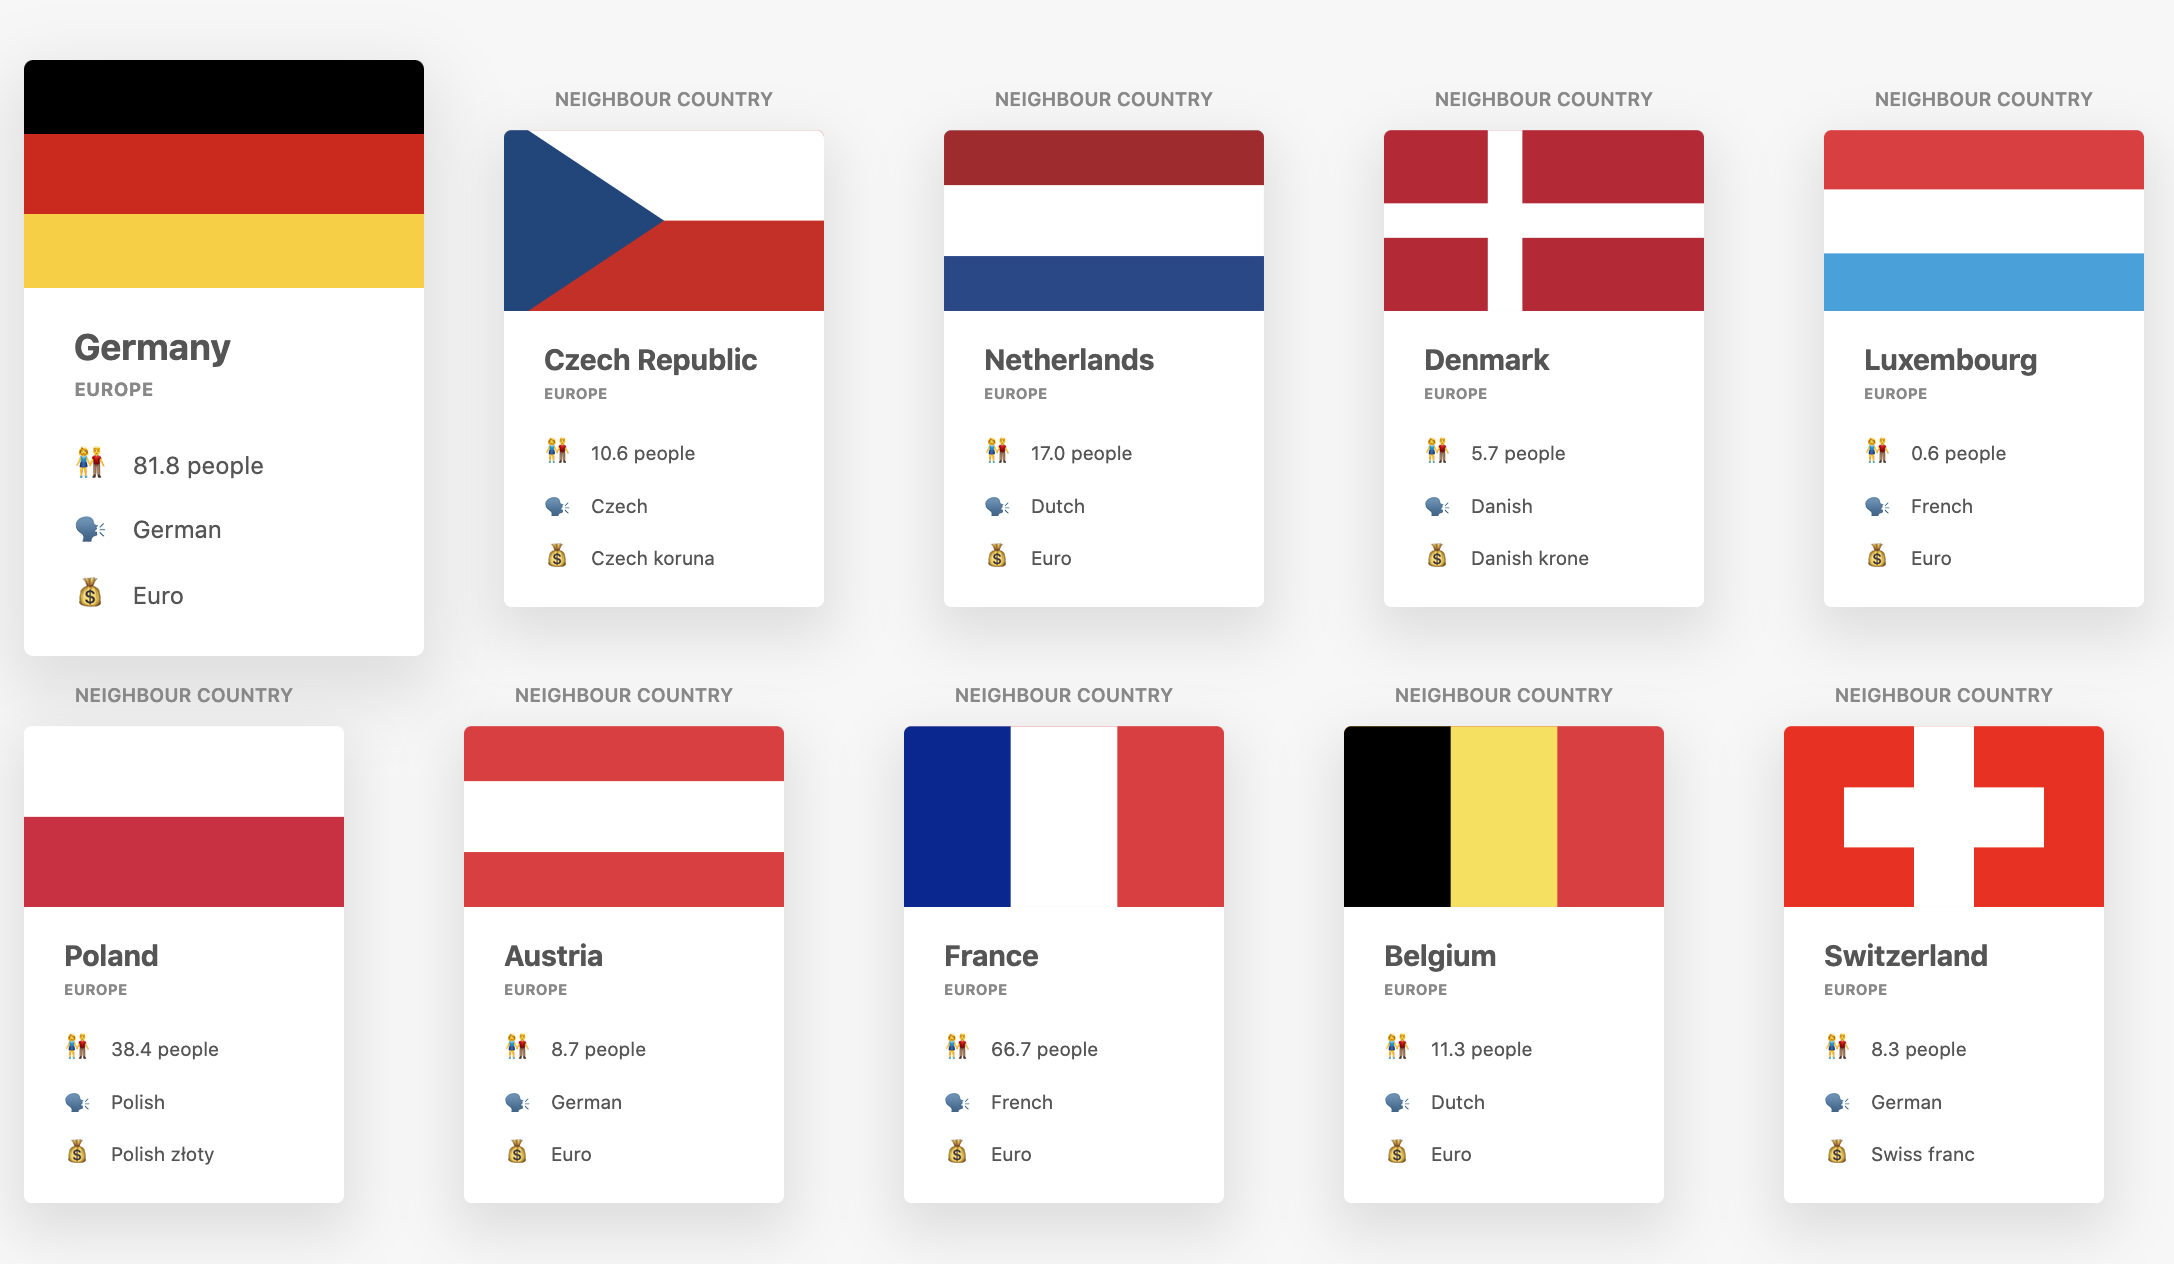 Germany
EUROPE
81.8 people
German
Euro
NEIGHBOUR COUNTRY
Czech Republic
EUROPE
10.6 people
Czech
Czech koruna
NEIGHBOUR COUNTRY
Netherlands
EUROPE
17.0 people
Dutch
Euro
NEIGHBOUR COUNTRY
Denmark
EUROPE
5.7 people
Danish
Danish krone
NEIGHBOUR COUNTRY
Luxembourg
EUROPE
0.6 people
French
Euro
NEIGHBOUR COUNTRY
Poland
EUROPE
38.4 people
Polish
Polish złoty
NEIGHBOUR COUNTRY
Austria
EUROPE
8.7 people
German
Euro
NEIGHBOUR COUNTRY
France
EUROPE
66.7 people
French
Euro
NEIGHBOUR COUNTRY
Belgium
EUROPE
11.3 people
Dutch
Euro
NEIGHBOUR COUNTRY
Switzerland
EUROPE
8.3 people
German
Swiss franc